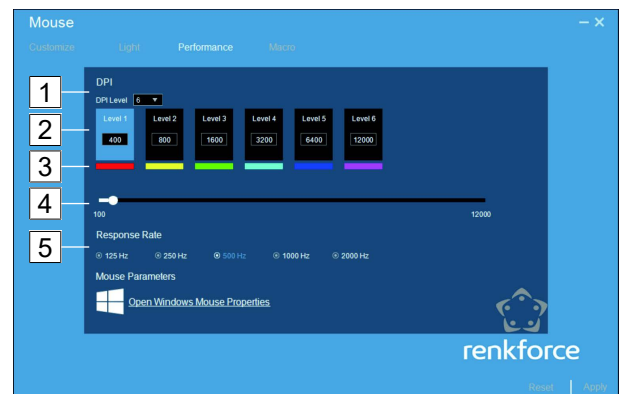 Mouse
Customize Light Performance Macro
DPI
1 DPI Level 6
Level 1 Level 2 Level 3 Level 4 Level 5 Level 6
2 400 800 1600 3200 6400 12000
3
4
100 12000
Response Rate
5 125 Hz 250 Hz 500 Hz 1000 Hz 2000 Hz
Mouse Parameters
Open Windows Mouse Properties
renkforce
Reset Apply